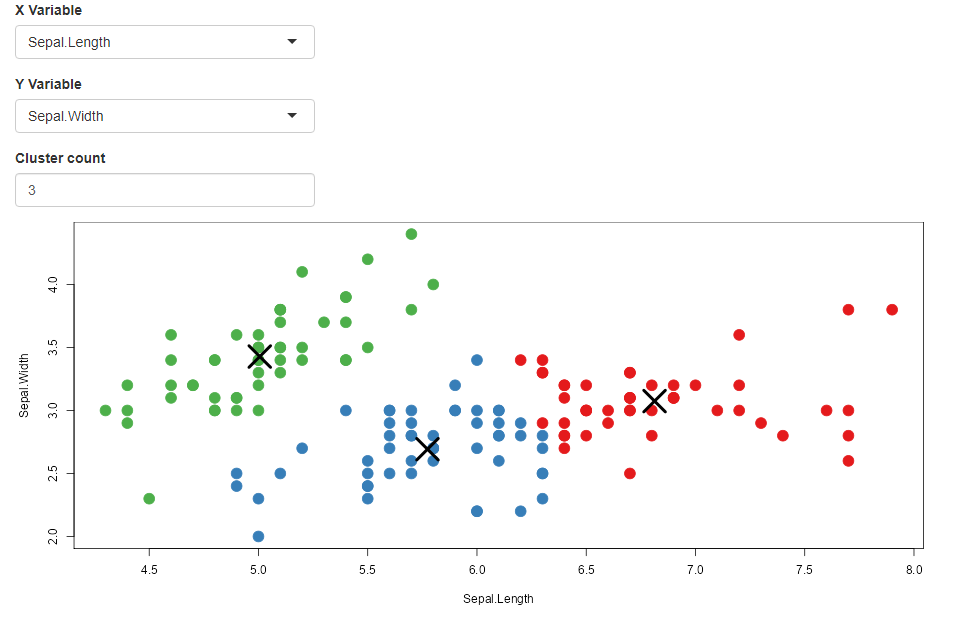 X Variable
Sepal.Length
Y Variable
Sepal.Width
Cluster count
3
4.0
3.5
3.0
2.5
2.0
Sepal.Width
4.5 5.0 5.5 6.0 6.5 7.0 7.5 8.0
Sepal.Length